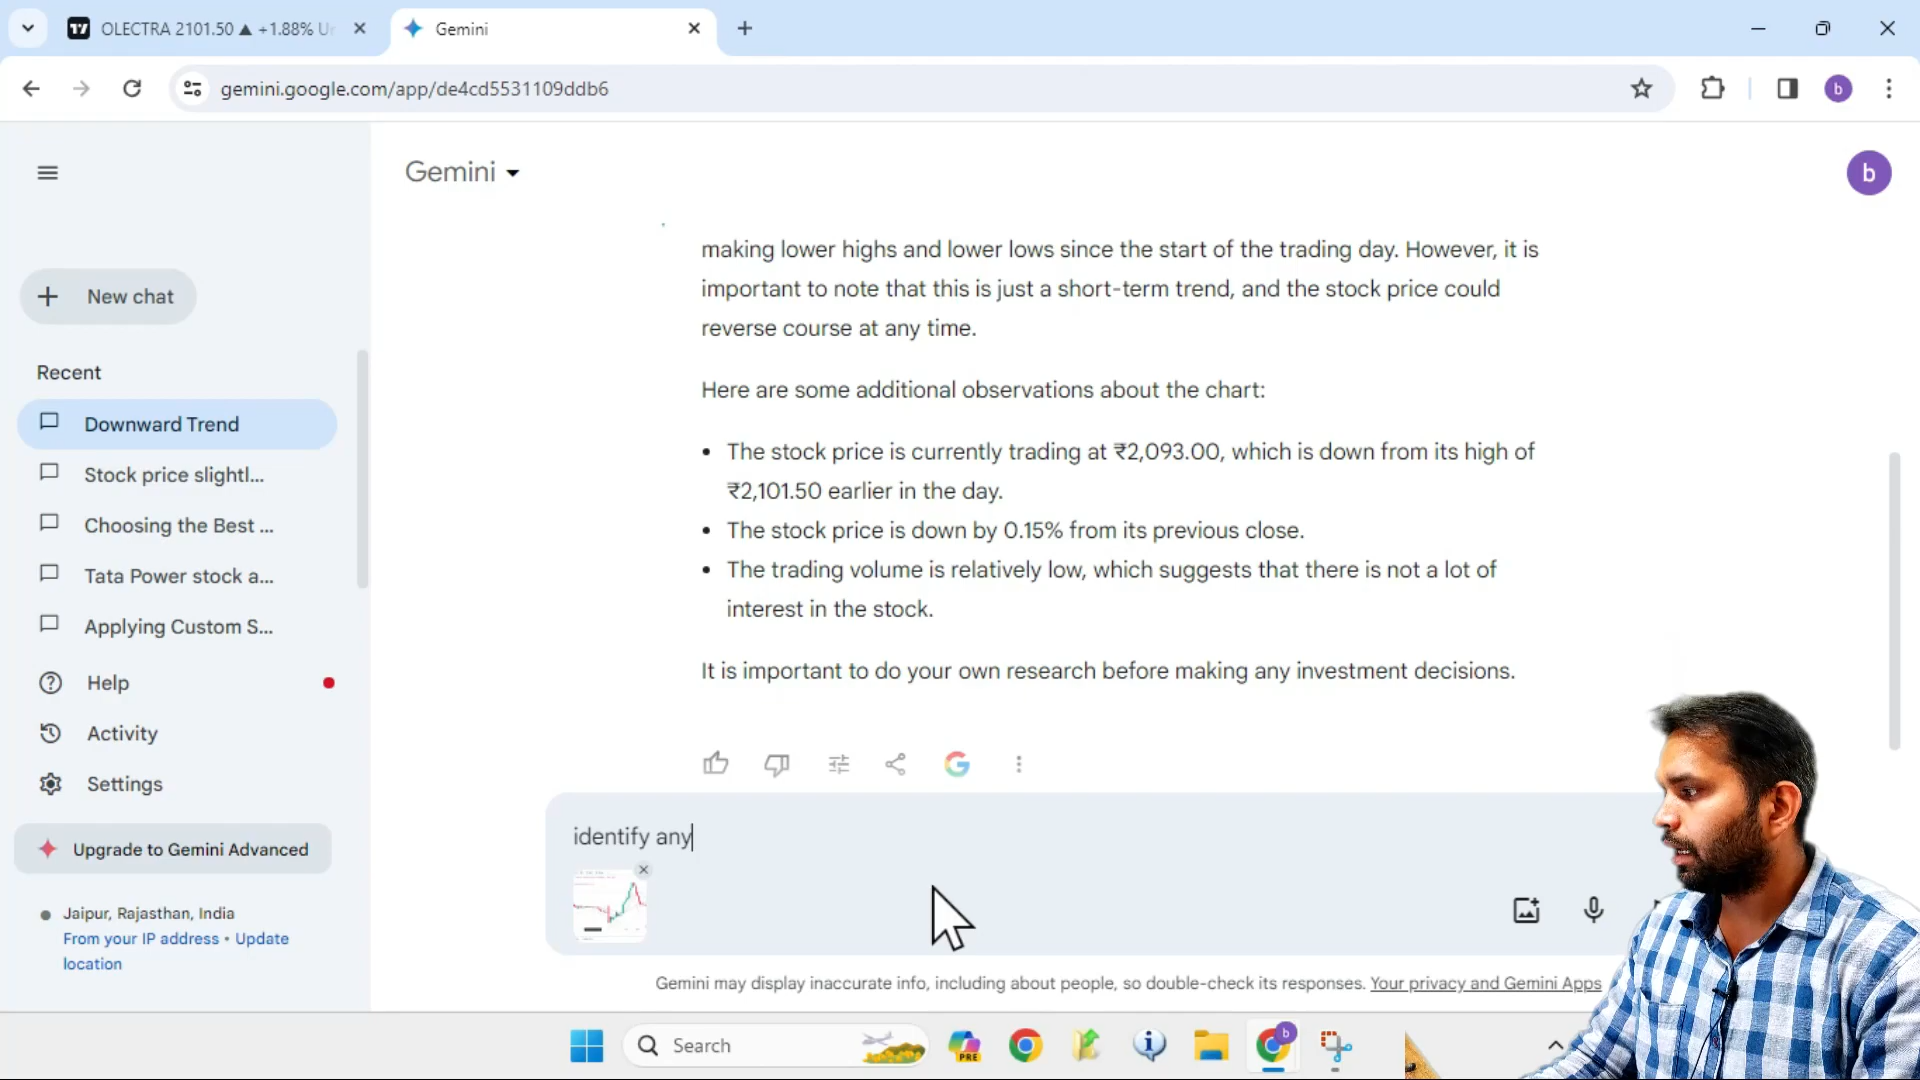 OLECTRA 2101.50 ▲ +1.88%
Gemini
gemini.google.com/app/de4cd5531109ddb6
b
Gemini
b
making lower highs and lower lows since the start of the trading day. However, it is
important to note that this is just a short-term trend, and the stock price could
reverse course at any time.
Here are some additional observations about the chart:
• The stock price is currently trading at ₹2,093.00, which is down from its high of
₹2,101.50 earlier in the day.
• The stock price is down by 0.15% from its previous close.
• The trading volume is relatively low, which suggests that there is not a lot of
interest in the stock.
It is important to do your own research before making any investment decisions.
New chat
Recent
Downward Trend
Stock price slightl...
Choosing the Best ...
Tata Power stock a...
Applying Custom S...
Help
Activity
Settings
Upgrade to Gemini Advanced
Jaipur, Rajasthan, India
From your IP address • Update
location
identify any
Gemini may display inaccurate info, including about people, so double-check its responses. Your privacy and Gemini Apps
Search
PRE
b